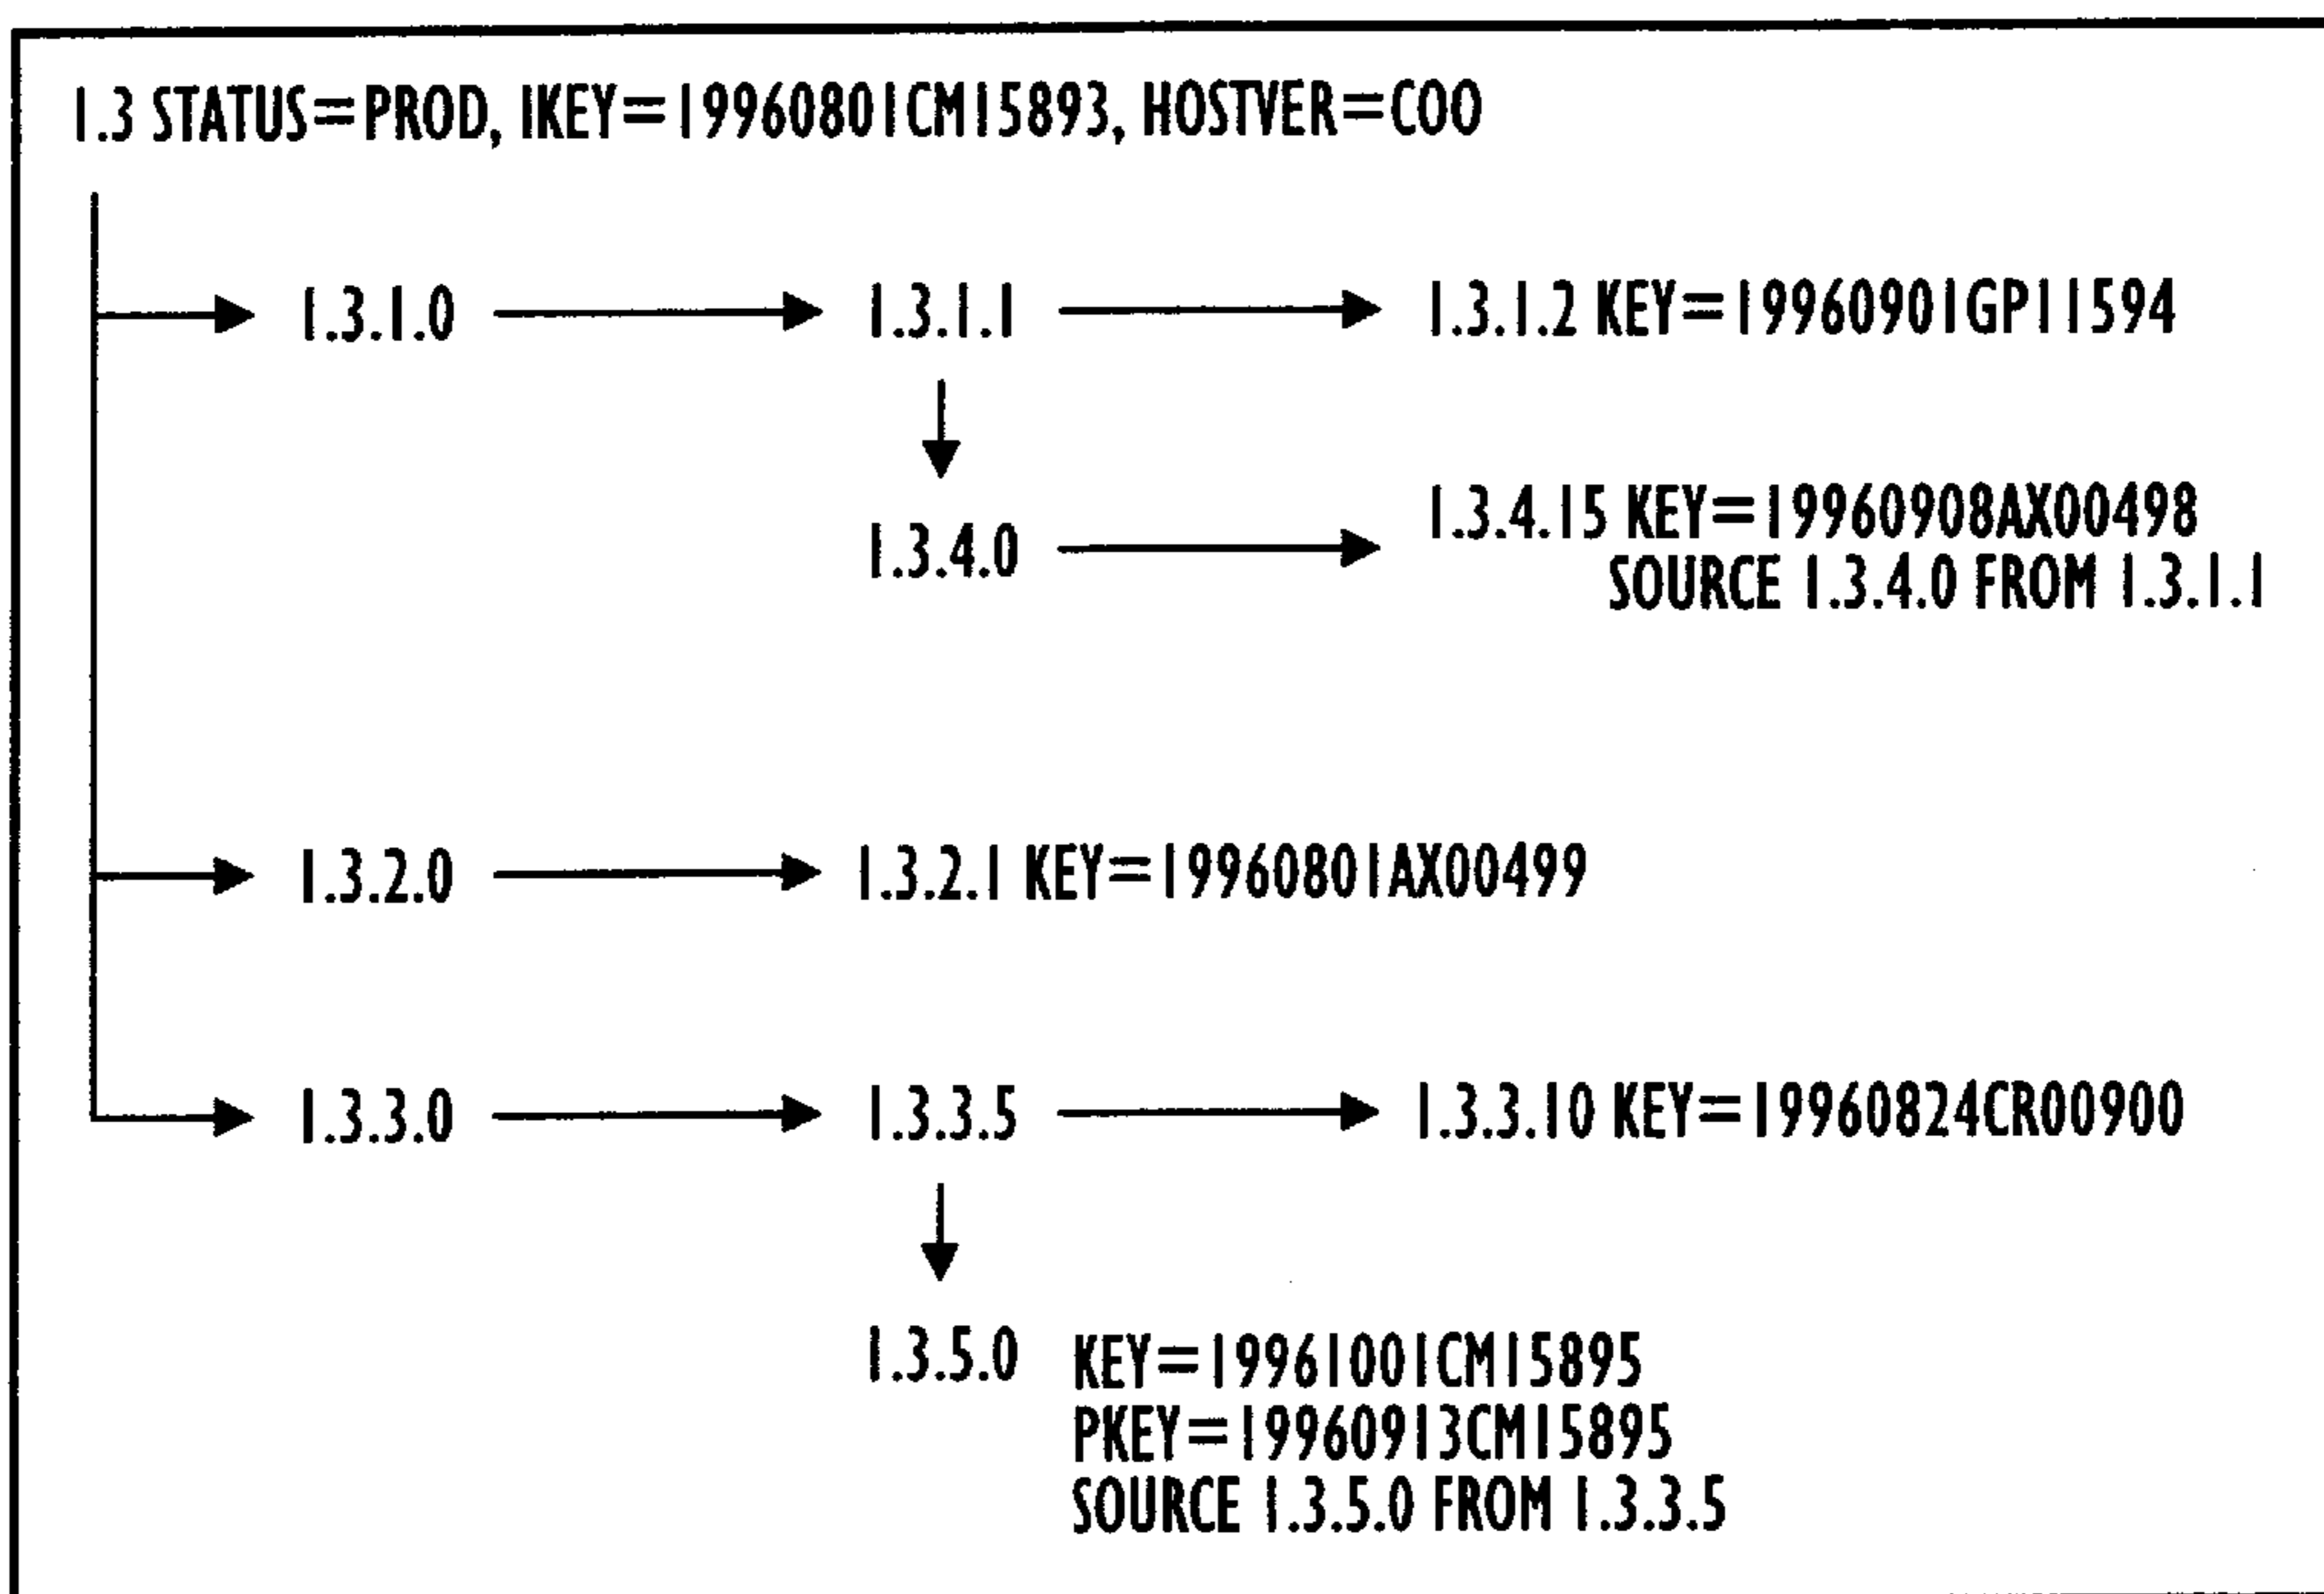 1.3 STATUS=PROD, IKEY=19960801CM15893, HOSTVER=C00
1.3.1.0 1.3.1.1 1.3.1.2 KEY=19960901GP11594
1.3.4.0 1.3.4.15 KEY=19960908AX00498
SOURCE 1.3.4.0 FROM 1.3.1.1
1.3.2.0 1.3.2.1 KEY=19960801AX00499
1.3.3.0 1.3.3.5 1.3.3.10 KEY=19960824CR00900
1.3.5.0 KEY=19961001CM15895
PKEY=19960913CM15895
SOURCE 1.3.5.0 FROM 1.3.3.5